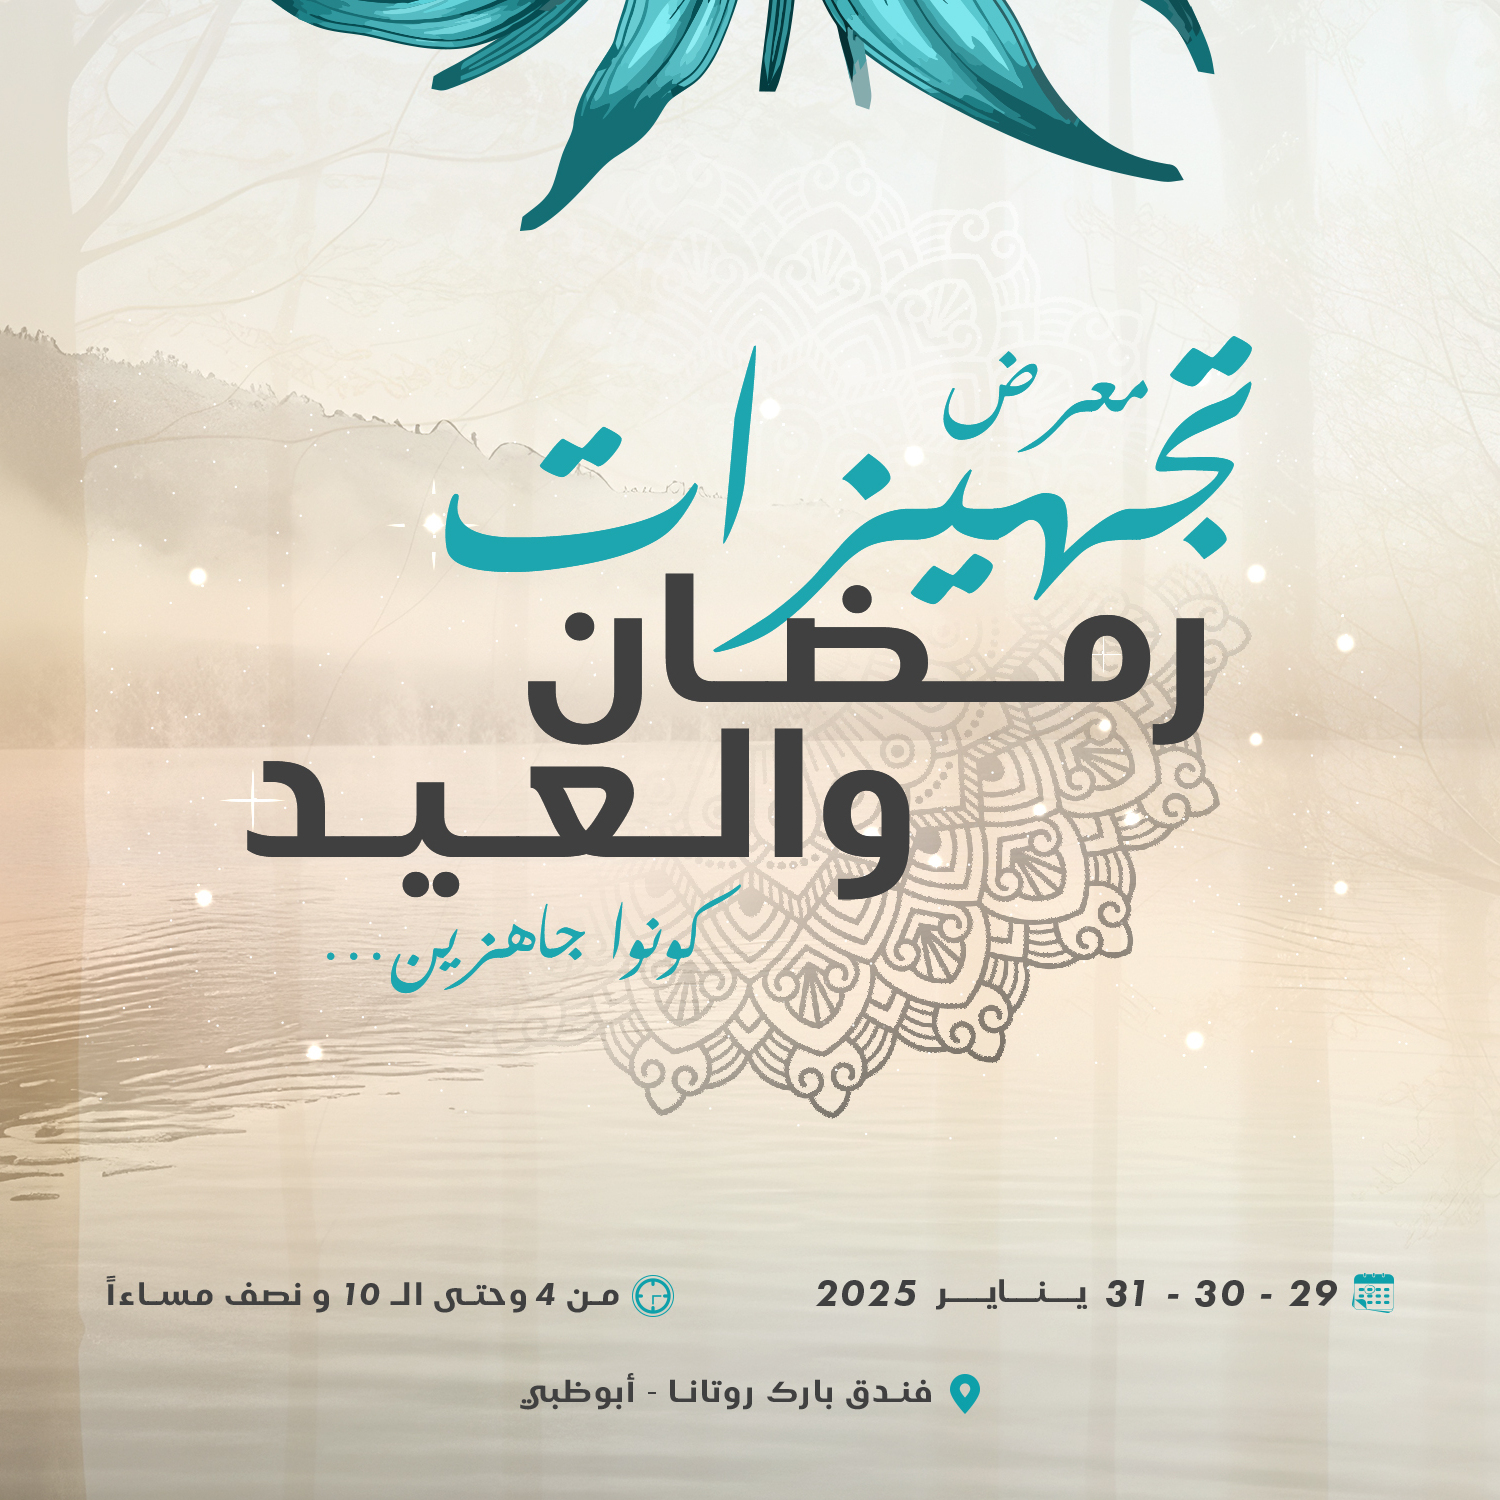 معرض
تجهيزات
رمضان
والعيد
كونوا جاهزين...
29 - 30 - 31 يناير 2025
من 4 وحتى الـ 10 و نصف مساءاً
فندق بارك روتانا - أبوظبي